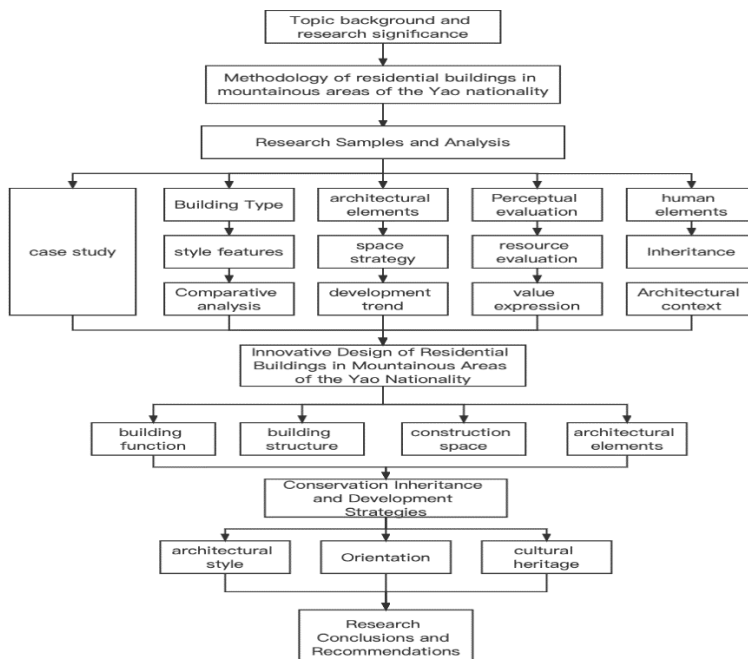 Topic background and
research significance
Methodology of residential buildings in
mountainous areas of the Yao nationality
Research Samples and Analysis
case study
Building Type
architectural
elements
Perceptual
evaluation
human
elements
style features
space
strategy
resource
evaluation
Inheritance
Comparative
analysis
development
trend
value
expression
Architectural
context
Innovative Design of Residential
Buildings in Mountainous Areas
of the Yao Nationality
building
function
building
structure
construction
space
architectural
elements
Conservation Inheritance
and Development
Strategies
architectural
style
Orientation
cultural
heritage
Research
Conclusions and
Recommendations